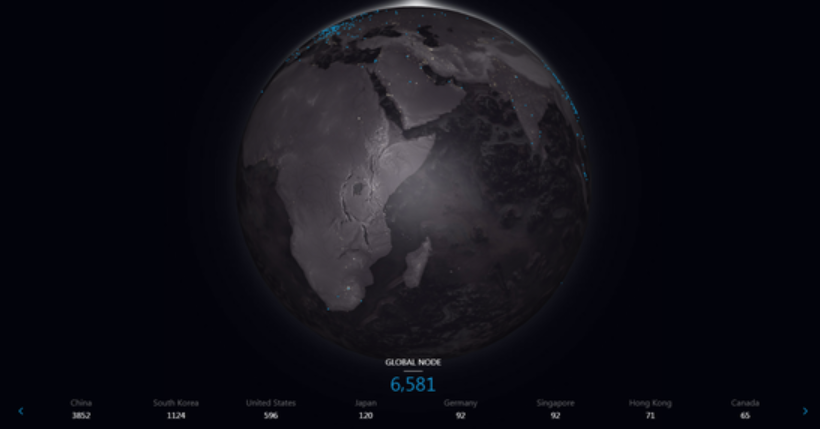 GLOBAL NODE
6,581
China South Korea United States Japan Germany Singapore Hong Kong Canada
3852 1124 596 120 92 92 71 65